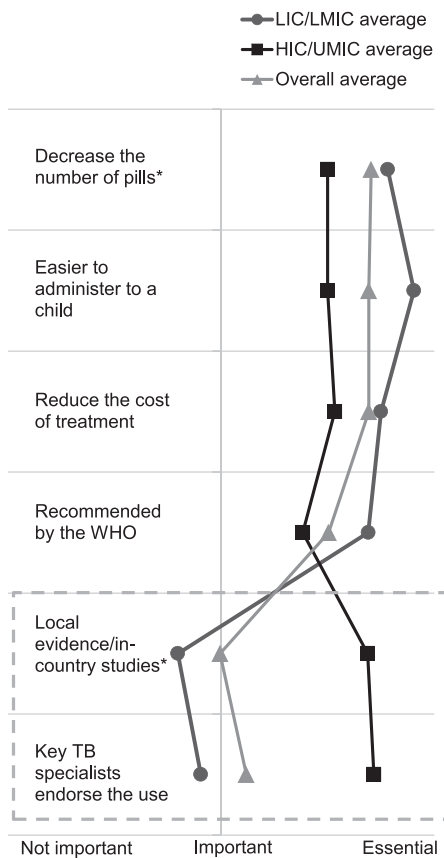 LIC/LMIC average
HIC/UMIC average
Overall average
Decrease the
number of pills*
Easier to
administer to a
child
Reduce the cost
of treatment
Recommended
by the WHO
Local
evidence/in-
country studies*
Key TB
specialists
endorse the use
Not important Important Essential